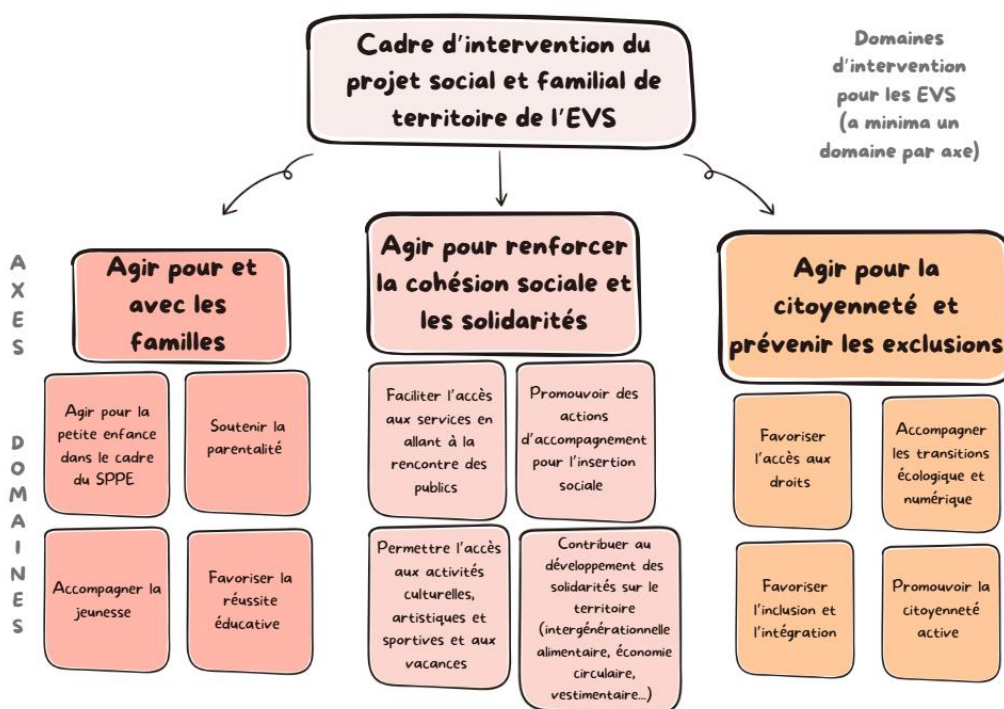 Cadre d'intervention du
projet social et familial de
territoire de l'EVS
Domaines
d'intervention
pour les EVS
(a minima un
domaine par axe)
AXES
Agir pour et
avec les
familles
Agir pour renforcer
la cohésion sociale et
les solidarités
Agir pour la
citoyenneté et
prévenir les exclusions
DOMAINES
Agir pour la
petite enfance
dans le cadre
du SPPE
Soutenir la
parentalité
Accompagner la
jeunesse
Favoriser la
réussite
éducative
Faciliter l'accès
aux services en
allant à la
rencontre des
publics
Promouvoir des
actions
d'accompagnement
pour l'insertion
sociale
Permettre l'accès
aux activités
culturelles,
artistiques et
sportives et aux
vacances
Contribuer au
développement des
solidarités sur le
territoire
(intergénérationnelle
alimentaire, économie
circulaire,
vestimentaire...)
Favoriser
l'accès aux
droits
Accompagner
les transitions
écologique et
numérique
Favoriser
l'inclusion et
l'intégration
Promouvoir la
citoyenneté
active